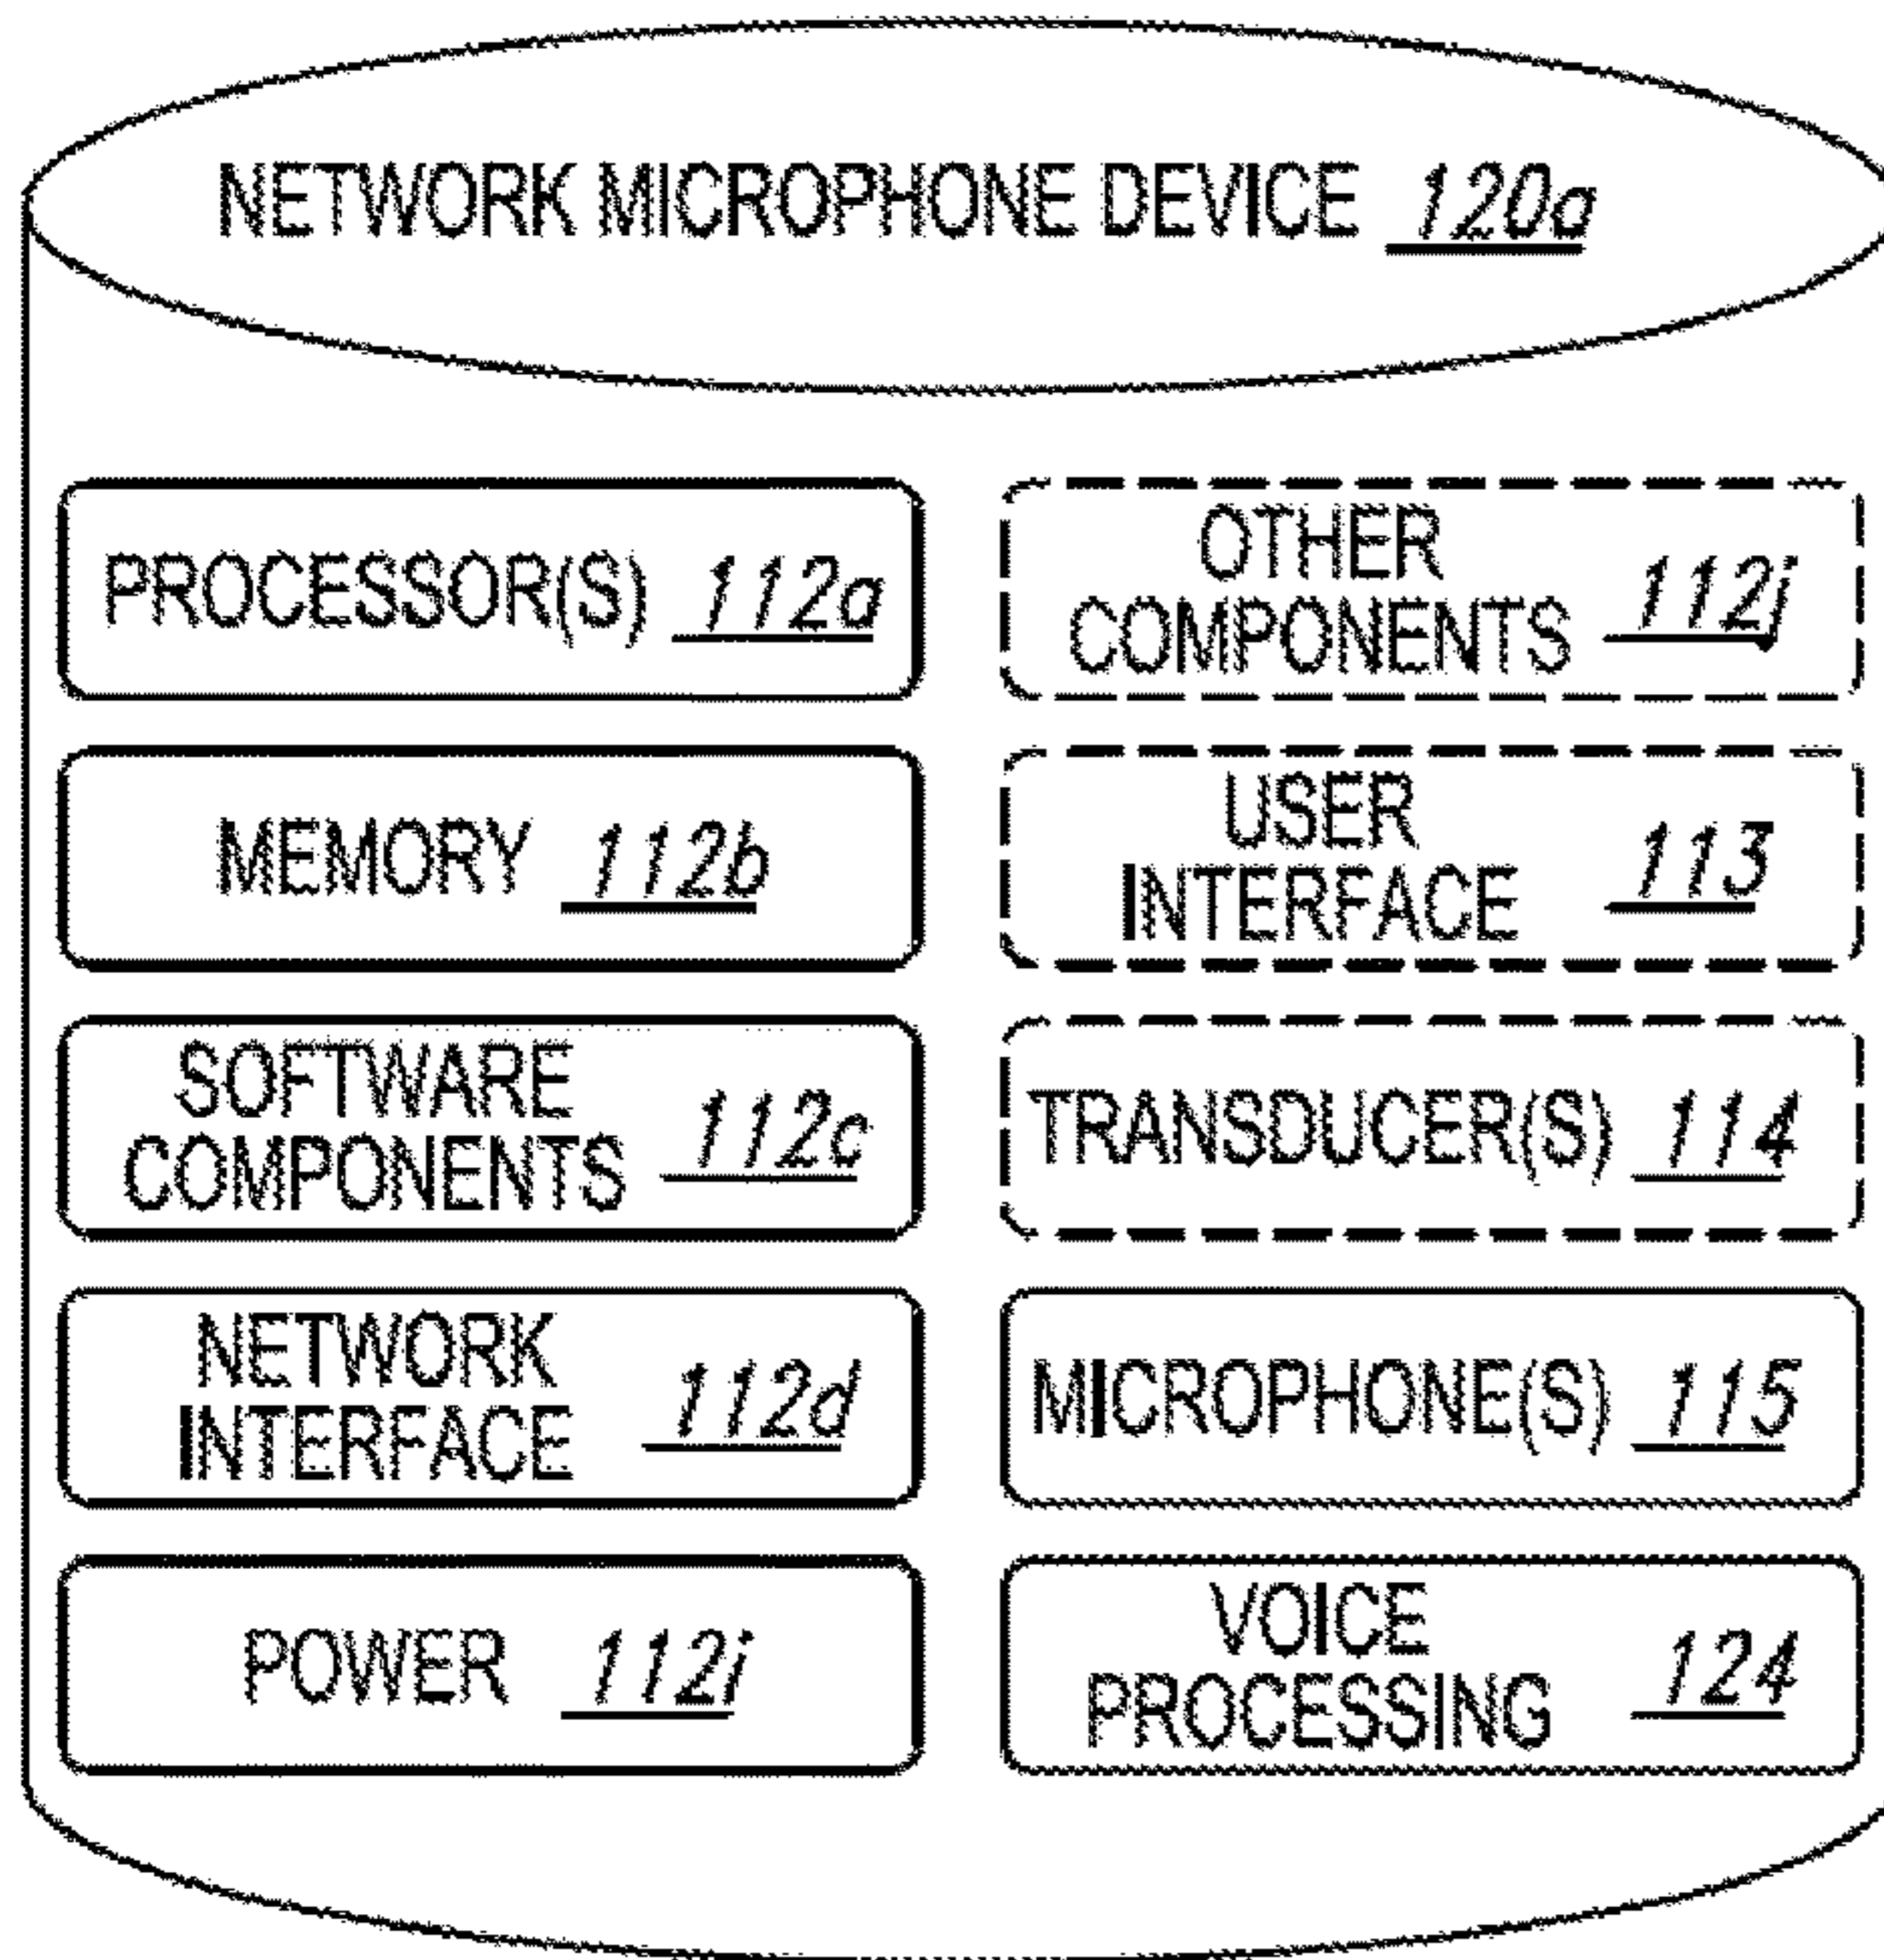 NETWORK MICROPHONE DEVICE 120a
PROCESSOR(S) 112a
MEMORY 112b
SOFTWARE
COMPONENTS 112c
NETWORK
INTERFACE 112d
POWER 112i
OTHER
COMPONENTS 112j
USER
INTERFACE 113
TRANSDUCER(S) 114
MICROPHONE(S) 115
VOICE
PROCESSING 124